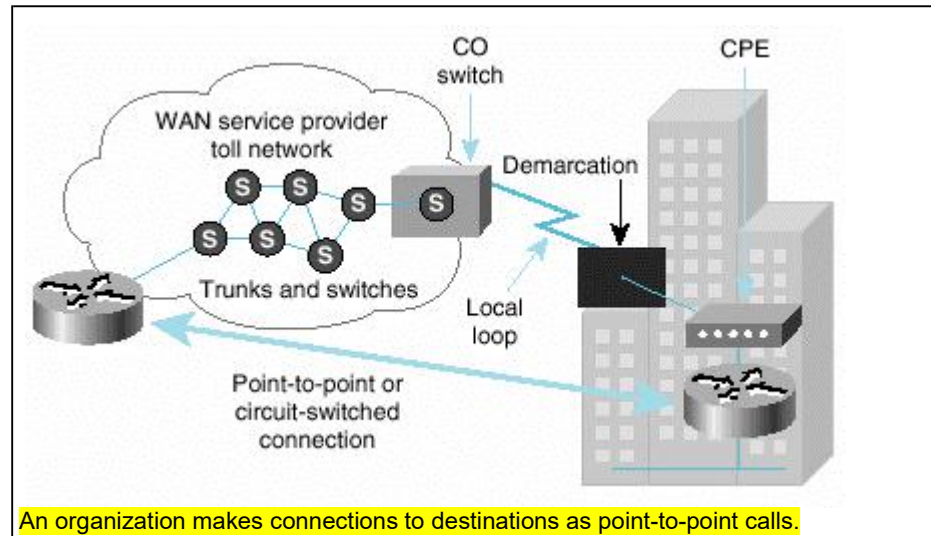 CO
switch
CPE
WAN service provider
toll network
Demarcation
S
S
S
S
S
S
S
Trunks and switches
Local
loop
Point-to-point or
circuit-switched
connection
An organization makes connections to destinations as point-to-point calls.